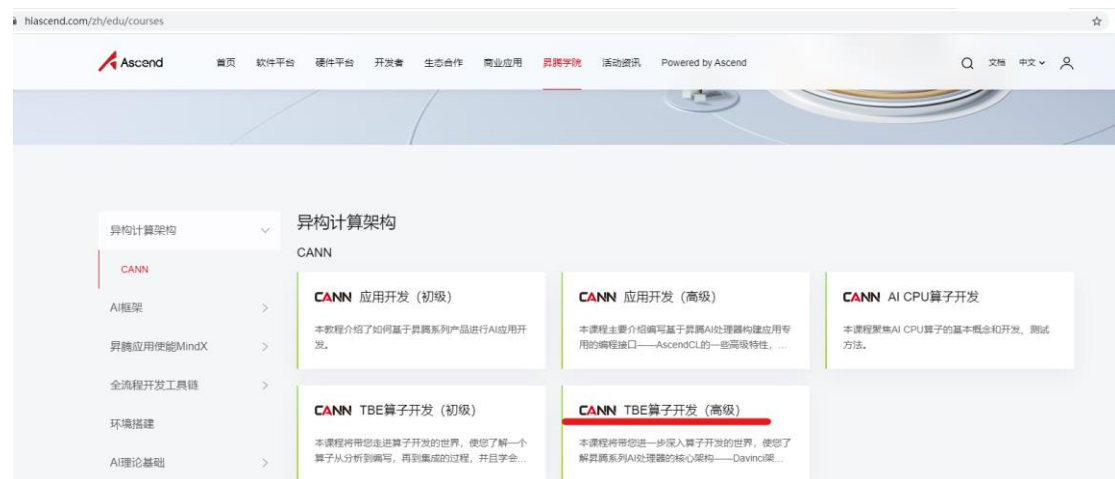 hiascend.com/zh/edu/courses
Ascend 首页 软件平台 硬件平台 开发者 生态合作 商业应用 昇腾学院 活动资讯 Powered by Ascend 文档 中文
异构计算架构
CANN
AI框架
昇腾应用使能MindX
全流程开发工具链
环境搭建
AI理论基础
异构计算架构
CANN
CANN 应用开发（初级）
本教程介绍了如何基于昇腾系列产品进行AI应用开
发。
CANN 应用开发（高级）
本课程主要介绍编写基于昇腾AI处理器构建应用专
用的编程接口——AscendCL的一些高级特性，...
CANN AI CPU算子开发
本课程聚焦AI CPU算子的基本概念和开发、测试
方法。
CANN TBE算子开发（初级）
本课程将带您走进算子开发的世界，使您了解一个
算子从分析到编写，再到集成的过程，并且学会...
CANN TBE算子开发（高级）
本课程将带您进一步深入算子开发的世界，使您了
解昇腾系列AI处理器的核心架构——Davinci架...